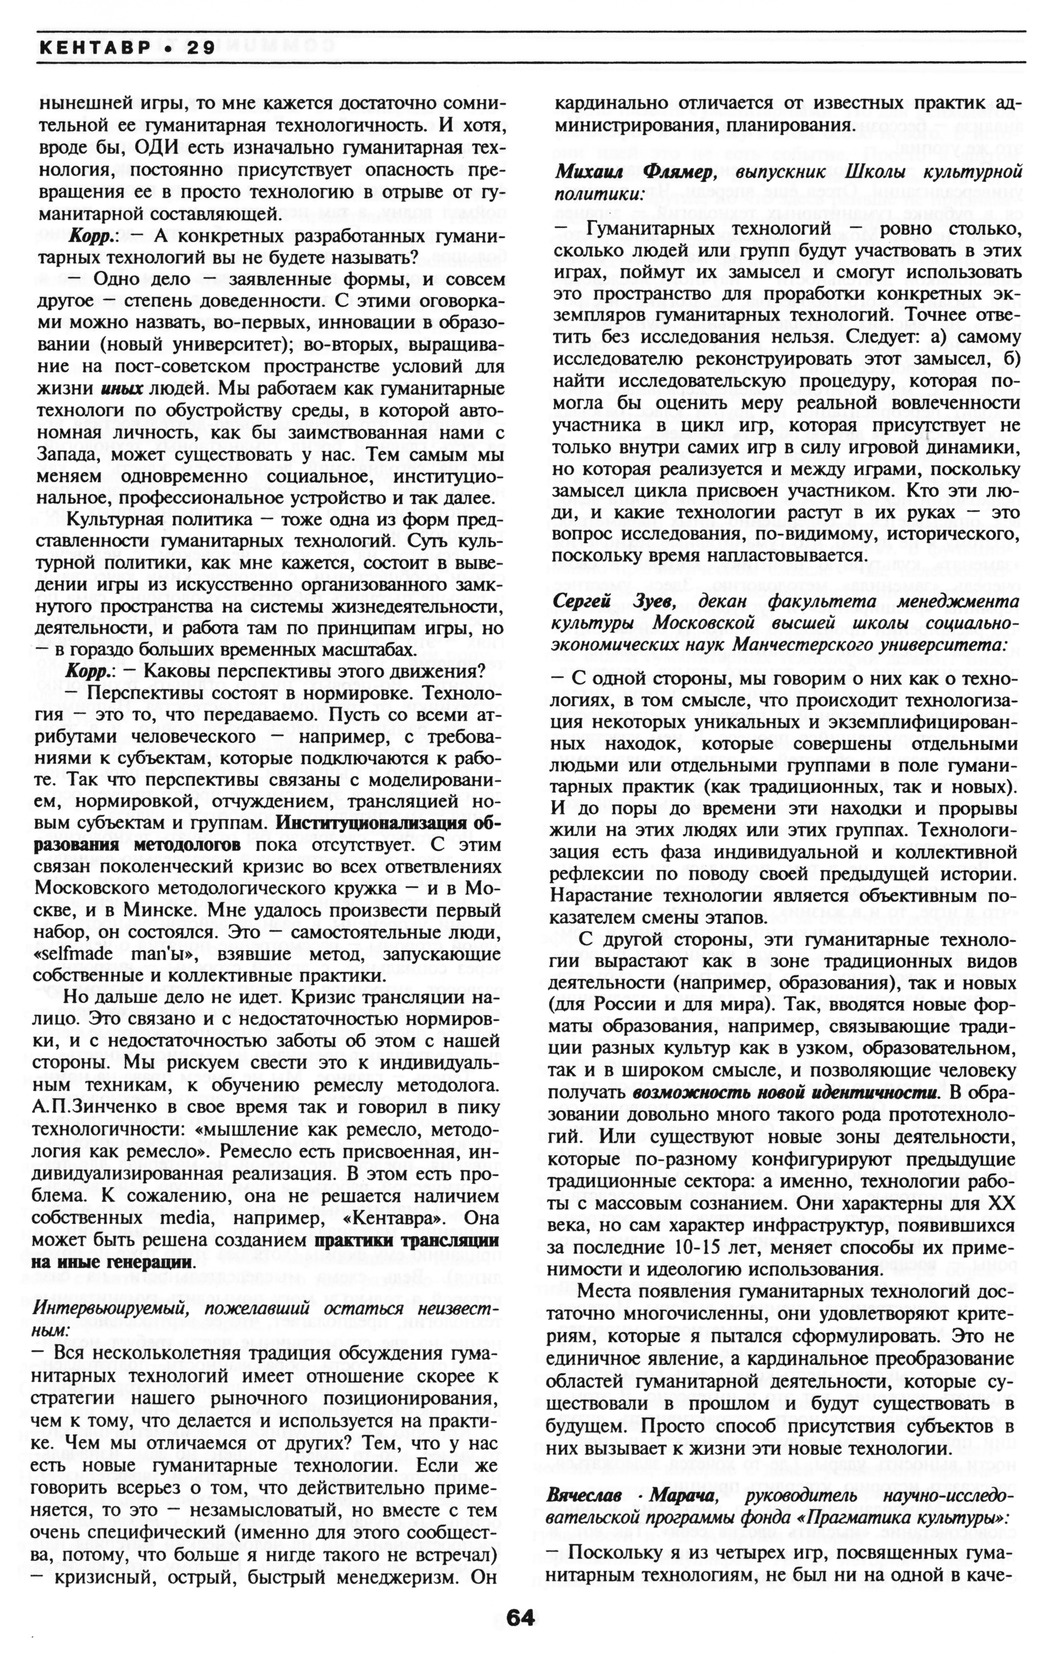 КЕНТАВР • 29
нынешней игры, то мне кажется достаточно сомни-
тельной ее гуманитарная технологичность. И хотя,
вроде бы, ОДИ есть изначально гуманитарная тех-
нология, постоянно присутствует опасность пре-
вращения ее в просто технологию в отрыве от гу-
манитарной составляющей.
Корр.: — А конкретных разработанных гумани-
тарных технологий вы не будете называть?
— Одно дело — заявленные формы, и совсем
другое — степень доведенности. С этими оговорка-
ми можно назвать, во-первых, инновации в образо-
вании (новый университет); во-вторых, выращива-
ние на пост-советском пространстве условий для
жизни иных людей. Мы работаем как гуманитарные
технологи по обустройству среды, в которой авто-
номная личность, как бы заимствованная нами с
Запада, может существовать у нас. Тем самым мы
меняем одновременно социальное, институцио-
нальное, профессиональное устройство и так далее.
Культурная политика — тоже одна из форм пред-
ставленности гуманитарных технологий. Суть куль-
турной политики, как мне кажется, состоит в выве-
дении игры из искусственно организованного замк-
нутого пространства на системы жизнедеятельности,
деятельности, и работа там по принципам игры, но
— в гораздо больших временных масштабах.
Корр.: — Каковы перспективы этого движения?
— Перспективы состоят в нормировке. Техноло-
гия — это то, что передаваемо. Пусть со всеми ат-
рибутами человеческого — например, с требова-
ниями к субъектам, которые подключаются к рабо-
те. Так что перспективы связаны с моделировани-
ем, нормировкой, отчуждением, трансляцией но-
вым субъектам и группам. Институционализация об-
разования методологов пока отсутствует. С этим
связан поколенческий кризис во всех ответвлениях
Московского методологического кружка — и в Мо-
скве, и в Минске. Мне удалось произвести первый
набор, он состоялся. Это — самостоятельные люди,
«selfmade man'ы», взявшие метод, запускающие
собственные и коллективные практики.
Но дальше дело не идет. Кризис трансляции на-
лицо. Это связано и с недостаточностью нормиров-
ки, и с недостаточностью заботы об этом с нашей
стороны. Мы рискуем свести это к индивидуаль-
ным техникам, к обучению ремеслу методолога.
А.П.Зинченко в свое время так и говорил в пику
технологичности: «мышление как ремесло, методо-
логия как ремесло». Ремесло есть присвоенная, ин-
дивидуализированная реализация. В этом есть про-
блема. К сожалению, она не решается наличием
собственных media, например, «Кентавра». Она
может быть решена созданием практики трансляции
на иные генерации.
Интервьюируемый, пожелавший остаться неизвест-
ным:
— Вся нескольколетняя традиция обсуждения гума-
нитарных технологий имеет отношение скорее к
стратегии нашего рыночного позиционирования,
чем к тому, что делается и используется на практи-
ке. Чем мы отличаемся от других? Тем, что у нас
есть новые гуманитарные технологии. Если же
говорить всерьез о том, что действительно приме-
няется, то это — незамысловатый, но вместе с тем
очень специфический (именно для этого сообщест-
ва, потому, что больше я нигде такого не встречал)
— кризисный, острый, быстрый менеджеризм. Он
кардинально отличается от известных практик ад-
министрирования, планирования.
Михаил Флямер, выпускник Школы культурной
политики:
— Гуманитарных технологий — ровно столько,
сколько людей или групп будут участвовать в этих
играх, поймут их замысел и смогут использовать
это пространство для проработки конкретных эк-
земпляров гуманитарных технологий. Точнее отве-
тить без исследования нельзя. Следует: а) самому
исследователю реконструировать этот замысел, б)
найти исследовательскую процедуру, которая по-
могла бы оценить меру реальной вовлеченности
участника в цикл игр, которая присутствует не
только внутри самих игр в силу игровой динамики,
но которая реализуется и между играми, поскольку
замысел цикла присвоен участником. Кто эти лю-
ди, и какие технологии растут в их руках — это
вопрос исследования, по-видимому, исторического,
поскольку время напластовывается.
Сергей Зуев, декан факультета менеджмента
культуры Московской высшей школы социально-
экономических наук Манчестерского университета:
— С одной стороны, мы говорим о них как о техно-
логиях, в том смысле, что происходит технологиза-
ция некоторых уникальных и экземплифицирован-
ных находок, которые совершены отдельными
людьми или отдельными группами в поле гумани-
тарных практик (как традиционных, так и новых).
И до поры до времени эти находки и прорывы
жили на этих людях или этих группах. Технологи-
зация есть фаза индивидуальной и коллективной
рефлексии по поводу своей предыдущей истории.
Нарастание технологии является объективным по-
казателем смены этапов.
С другой стороны, эти гуманитарные техноло-
гии вырастают как в зоне традиционных видов
деятельности (например, образования), так и новых
(для России и для мира). Так, вводятся новые фор-
маты образования, например, связывающие тради-
ции разных культур как в узком, образовательном,
так и в широком смысле, и позволяющие человеку
получать возможность новой идентичности. В обра-
зовании довольно много такого рода прототехноло-
гий. Или существуют новые зоны деятельности,
которые по-разному конфигурируют предыдущие
традиционные сектора: а именно, технологии рабо-
ты с массовым сознанием. Они характерны для XX
века, но сам характер инфраструктур, появившихся
за последние 10-15 лет, меняет способы их приме-
нимости и идеологию использования.
Места появления гуманитарных технологий дос-
таточно многочисленны, они удовлетворяют крите-
риям, которые я пытался сформулировать. Это не
единичное явление, а кардинальное преобразование
областей гуманитарной деятельности, которые су-
ществовали в прошлом и будут существовать в
будущем. Просто способ присутствия субъектов в
них вызывает к жизни эти новые технологии.
Вячеслав Марача, руководитель научно-исследо-
вательской программы фонда «Прагматика культуры»:
— Поскольку я из четырех игр, посвященных гума-
нитарным технологиям, не был ни на одной в каче-
64